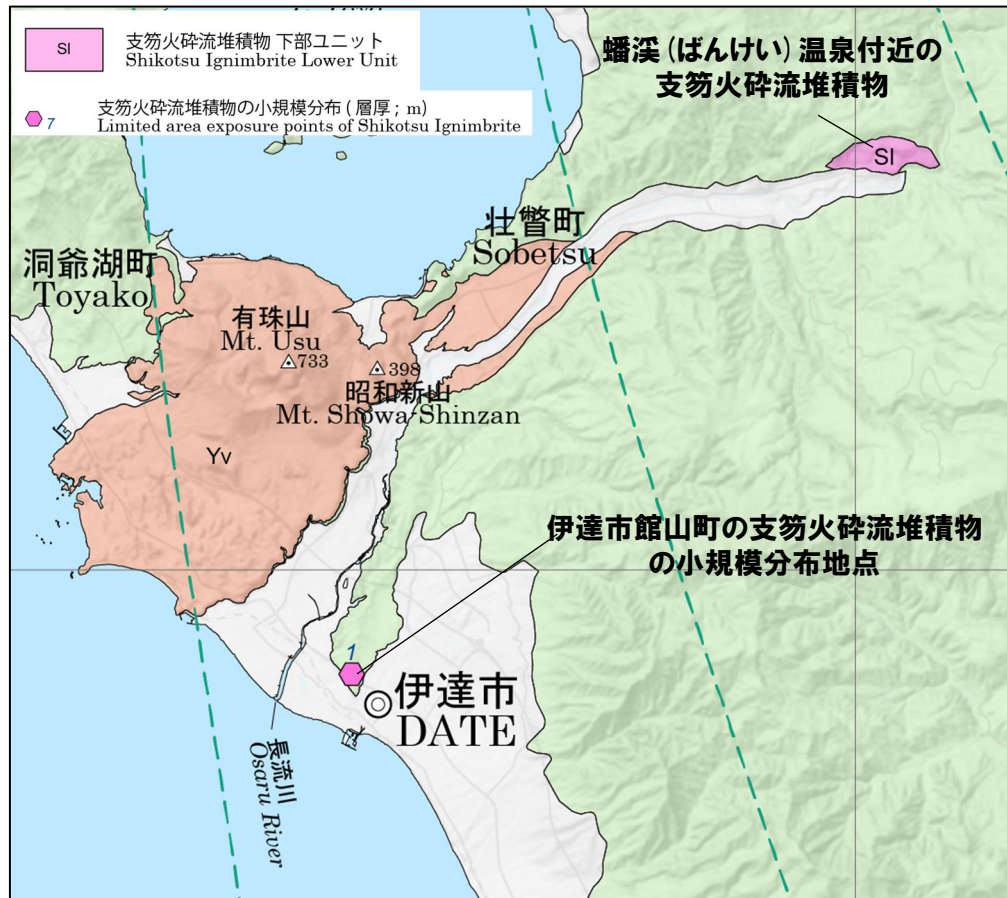 SI
支笏火砕流堆積物 下部ユニット
Shikotsu Ignimbrite Lower Unit
7
支笏火砕流堆積物の小規模分布 ( 層厚 ; m)
Limited area exposure points of Shikotsu Ignimbrite
蟠渓 (ばんけい) 温泉付近の
支笏火砕流堆積物
SI
壮瞥町
Sobetsu
洞爺湖町
Toyako
有珠山
Mt. Usu
733
398
昭和新山
Mt. Showa-Shinzan
Yv
伊達市館山町の支笏火砕流堆積物
の小規模分布地点
1
伊達市
DATE
長流川
Osaru River